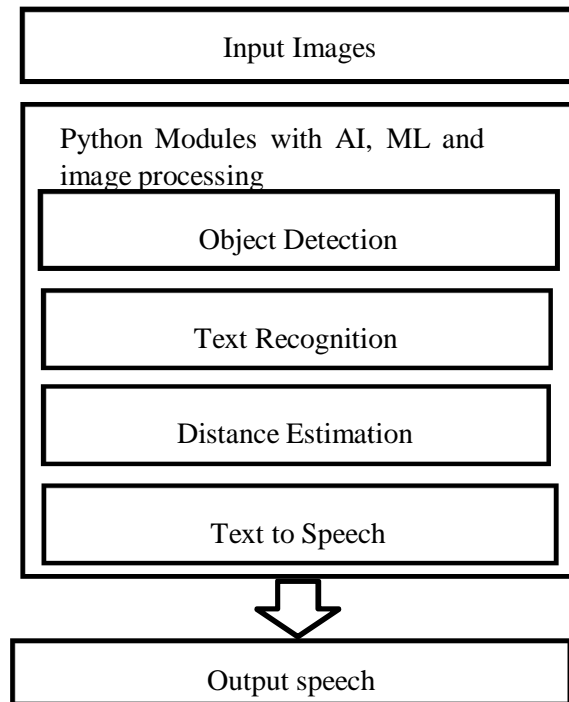 Input Images
Python Modules with AI, ML and
image processing
Object Detection
Text Recognition
Distance Estimation
Text to Speech
Output speech